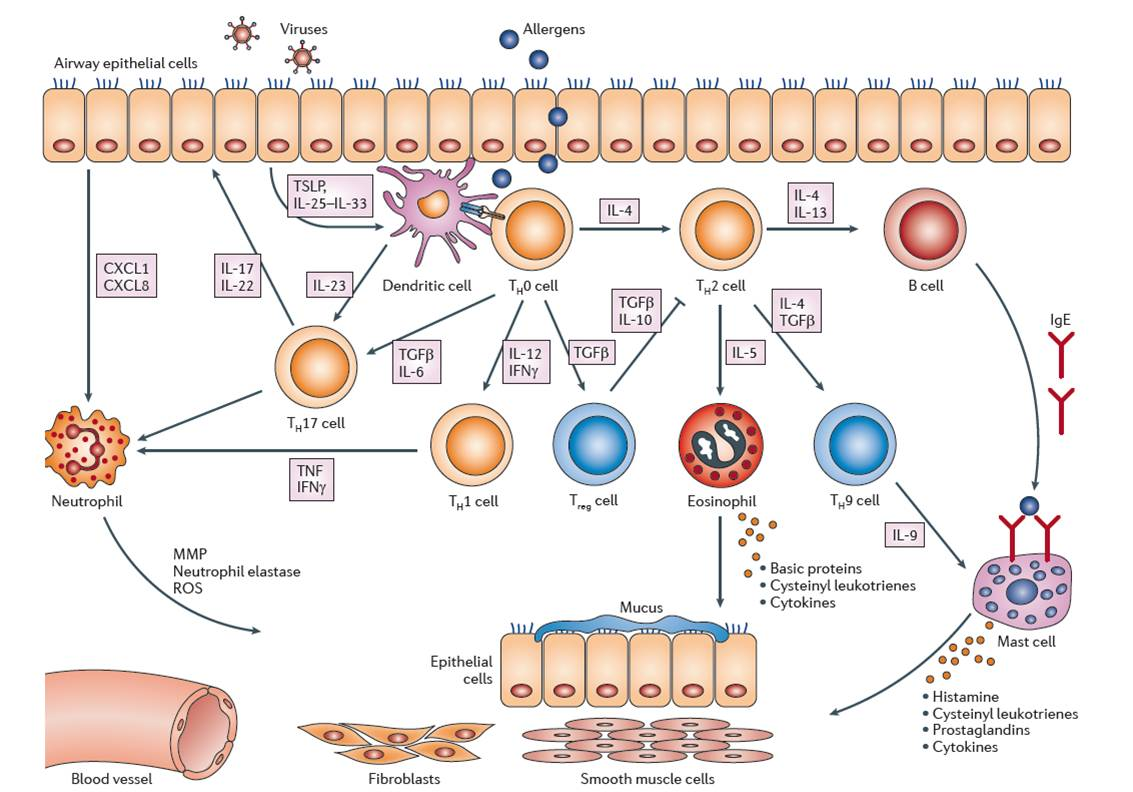 Viruses
Allergens
Airway epithelial cells
TSLP,
IL-25–IL-33
IL-4
IL-4
IL-13
CXCL1
CXCL8
IL-17
IL-22
IL-23
Dendritic cell
TH0 cell
TH2 cell
B cell
TGFβ
IL-10
IL-4
TGFβ
IgE
TGFβ
IL-6
IL-12
IFNγ
TGFβ
IL-5
TH17 cell
TNF
IFNγ
Neutrophil
TH1 cell
Treg cell
Eosinophil
TH9 cell
IL-9
MMP
Neutrophil elastase
ROS
• Basic proteins
• Cysteinyl leukotrienes
• Cytokines
Mucus
Mast cell
Epithelial
cells
• Histamine
• Cysteinyl leukotrienes
• Prostaglandins
• Cytokines
Blood vessel
Fibroblasts
Smooth muscle cells